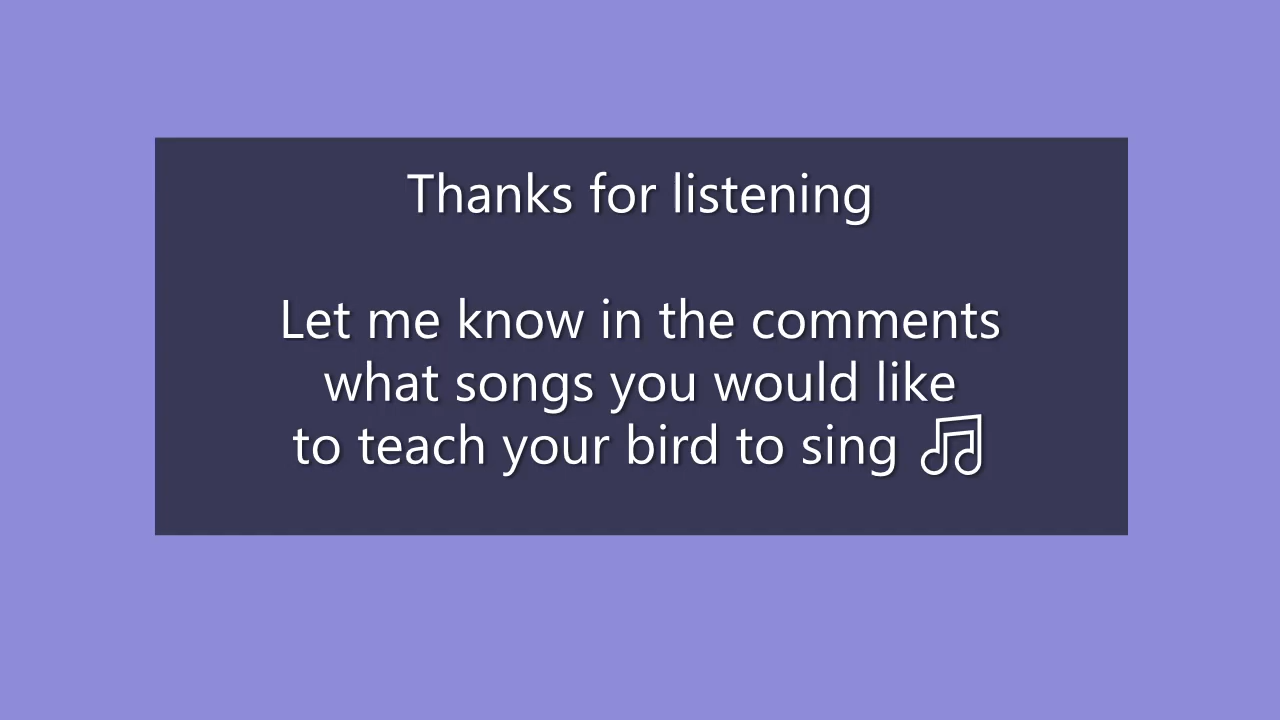 Thanks for listening
Let me know in the comments
what songs you would like
to teach your bird to sing 🎵